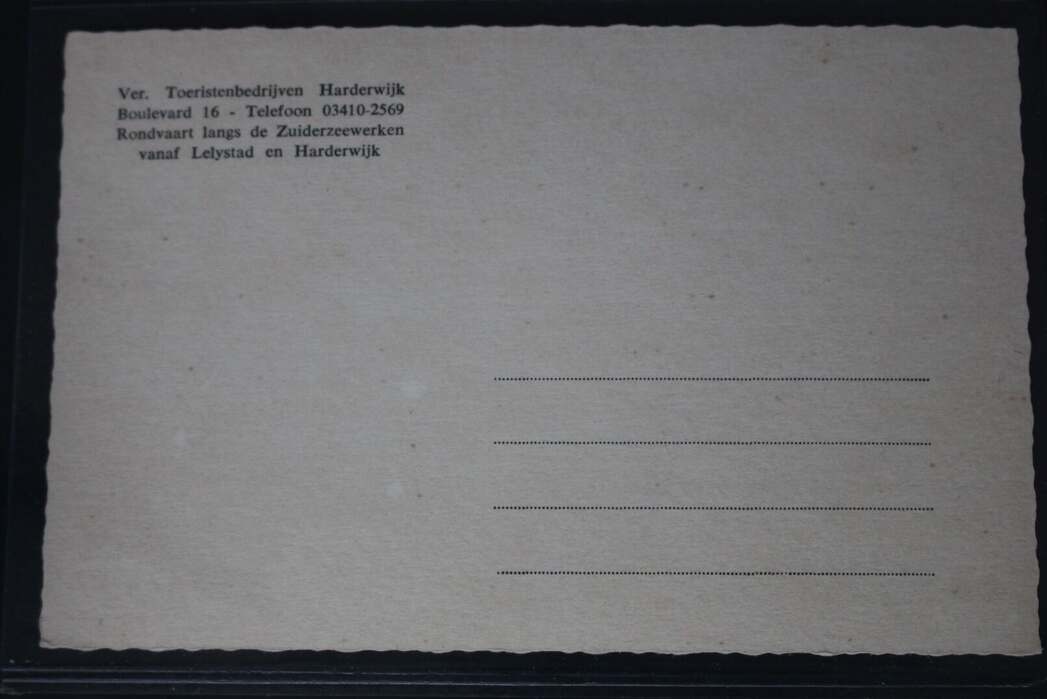 Ver. Toeristenbedrijven Harderwijk
Boulevard 16 - Telefoon 03410-2569
Rondvaart langs de Zuiderzeewerken
vanaf Lelystad en Harderwijk